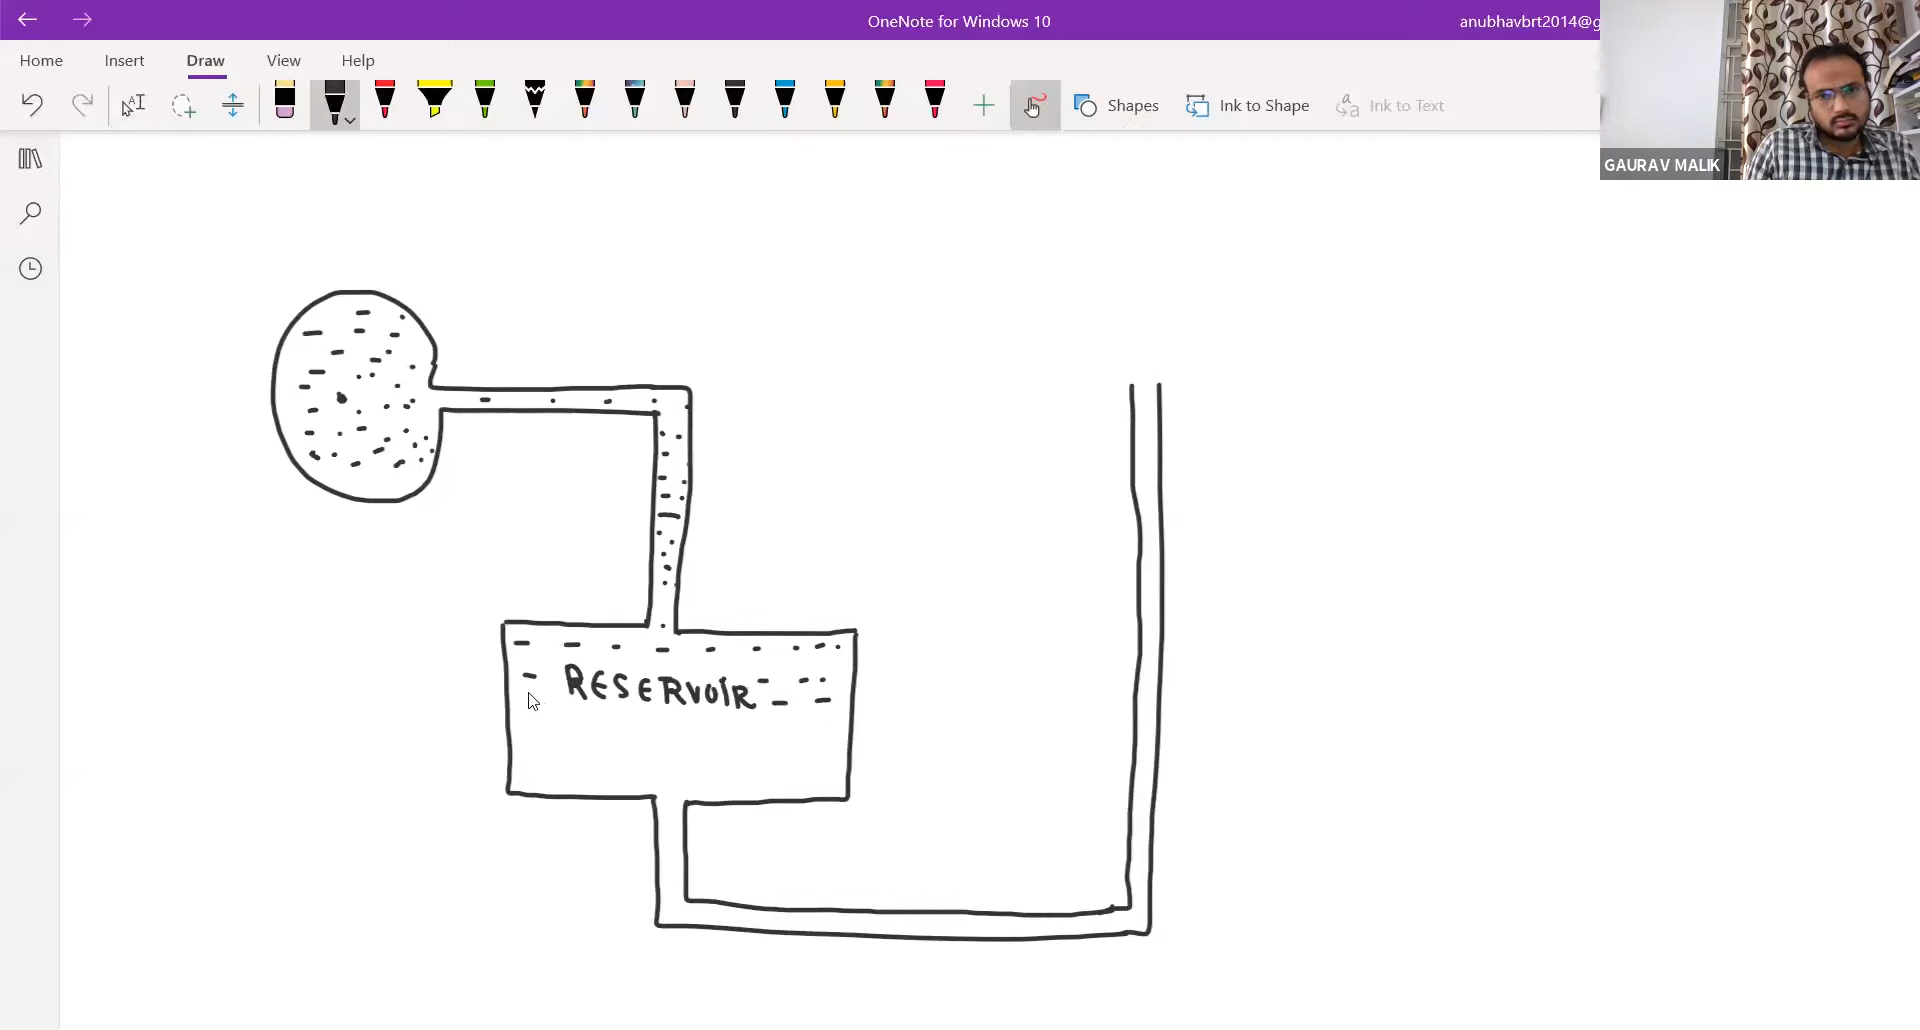 OneNote for Windows 10
anubhavbrt2014@g
Home Insert Draw View Help
Shapes Ink to Shape Ink to Text
GAURAV MALIK
RESERVOIR